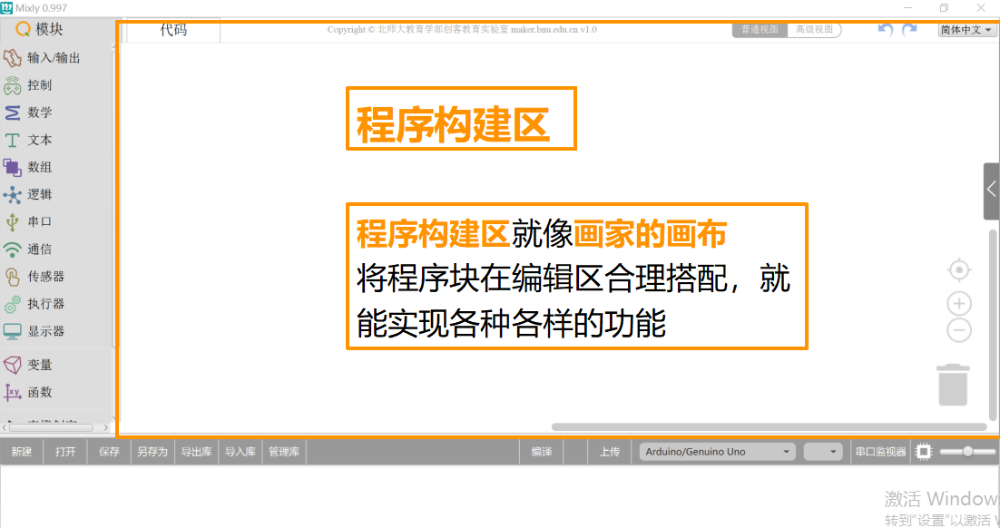 Mixly 0.997
模块
代码
Copyright © 北师大教育学部创客教育实验室 maker.bnu.edu.cn v1.0
普通视图
高级视图
简体中文
输入/输出
控制
数学
文本
数组
逻辑
串口
通信
传感器
执行器
显示器
变量
函数
程序构建区
程序构建区就像画家的画布
将程序块在编辑区合理搭配，就
能实现各种各样的功能
新建 打开 保存 另存为 导出库 导入库 管理库 编译 上传 Arduino/Genuino Uno 串口监视器
激活 Window
转到"设置"以激活